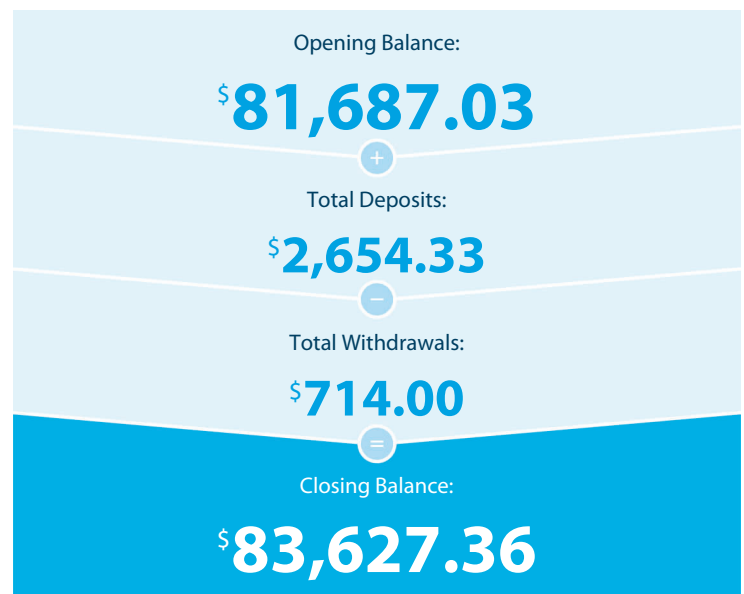 Opening Balance:
$81,687.03
+
Total Deposits:
$2,654.33
−
Total Withdrawals:
$714.00
=
Closing Balance:
$83,627.36